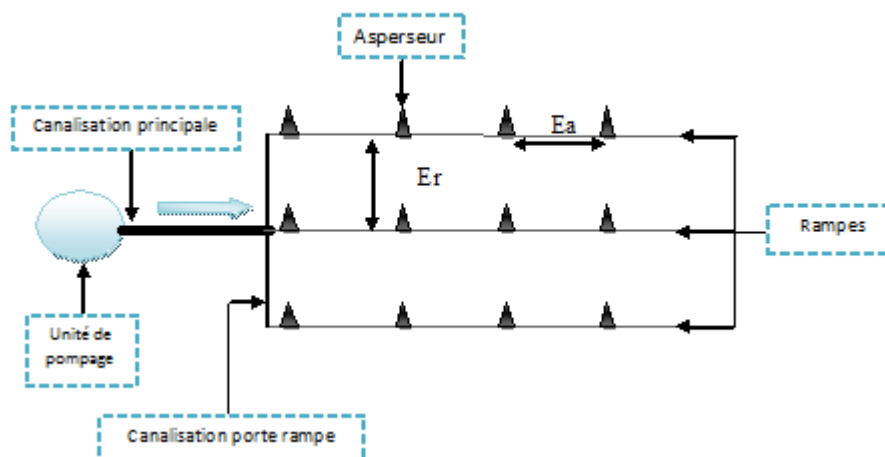 Asperseur
Canalisation principale
Ea
Er
Rampes
Unité de
pompage
Canalisation porte rampe